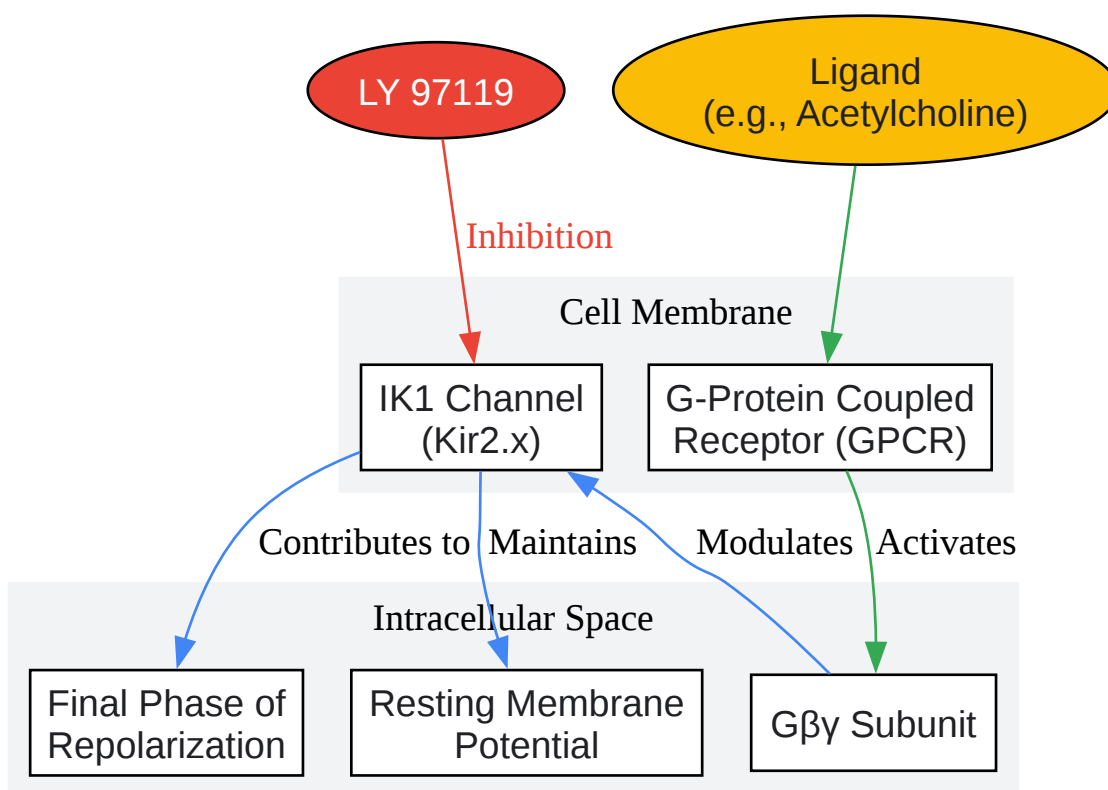 LY 97119
Ligand
(e.g., Acetylcholine)
Inhibition
Cell Membrane
IK1 Channel
(Kir2.x)
G-Protein Coupled
Receptor (GPCR)
Contributes to
Maintains
Modulates
Activates
Intracellular Space
Final Phase of
Repolarization
Resting Membrane
Potential
Gβγ Subunit